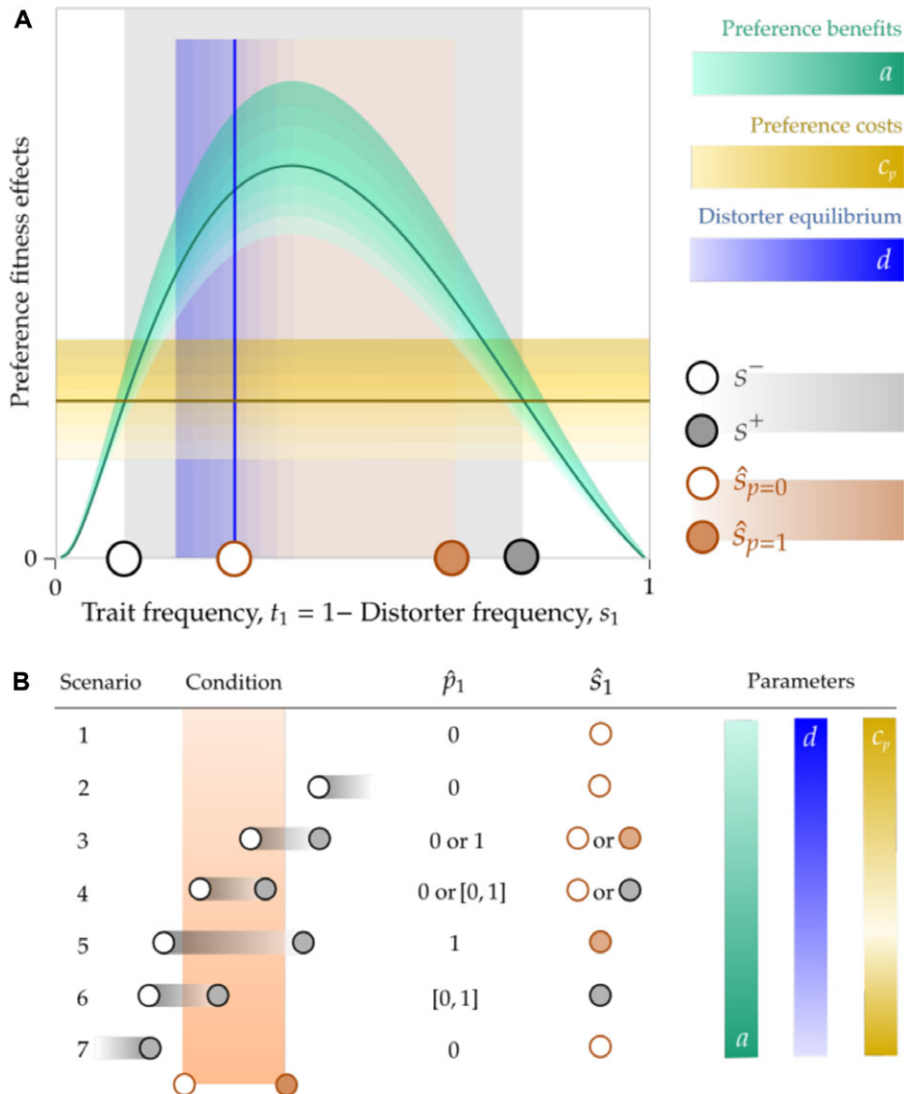 A
Preference fitness effects
0
0
1
Trait frequency, t₁ = 1− Distorter frequency, s₁
Preference benefits
a
Preference costs
cₚ
Distorter equilibrium
d
s⁻
s⁺
ŝₚ₌₀
ŝₚ₌₁
B
Scenario Condition p̂₁ ŝ₁ Parameters
1 0
2 0
3 0 or 1 or
4 0 or [0, 1] or
5 1
6 [0, 1]
7 0
a d cₚ